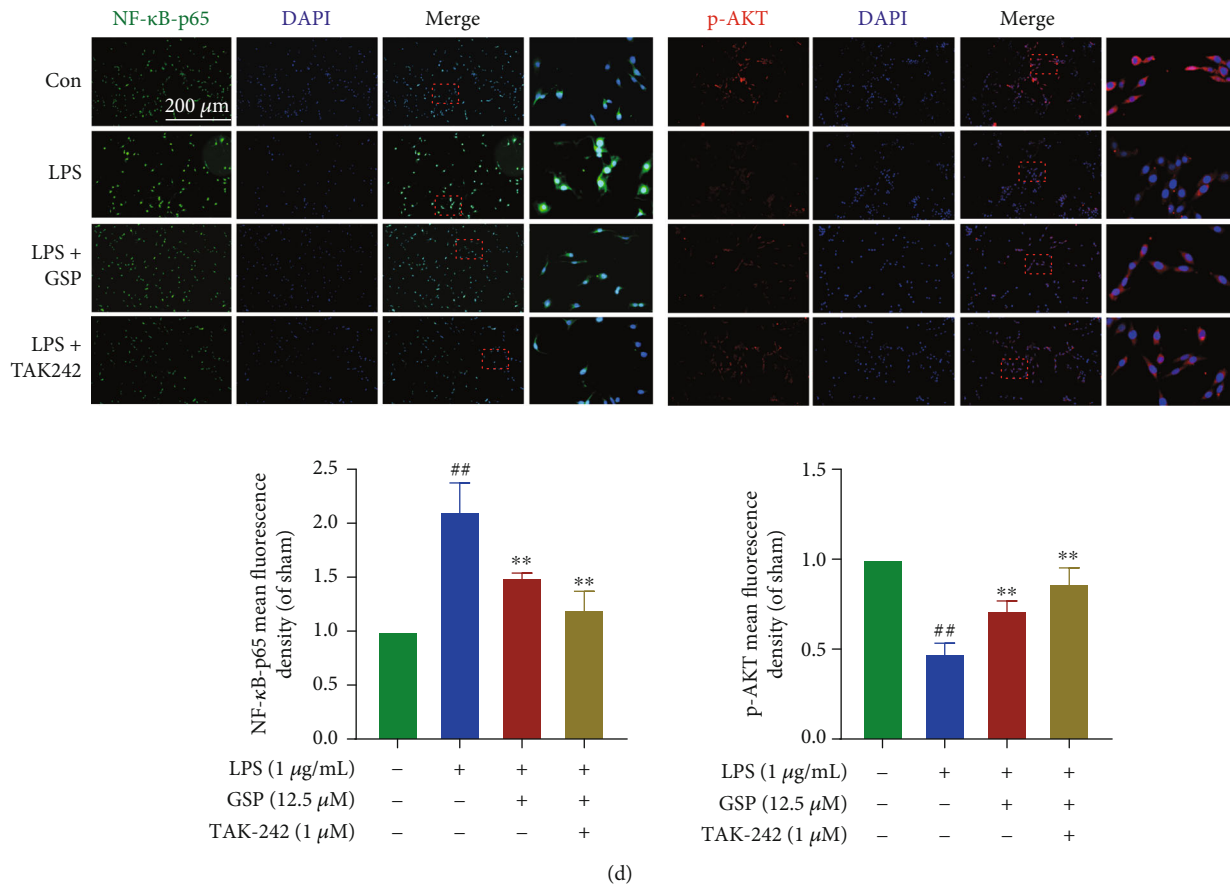 NF-κB-p65 DAPI Merge p-AKT DAPI Merge
Con
200 μm
LPS
LPS +
GSP
LPS +
TAK242
NF-κB-p65 mean fluorescence
density (of sham)
2.5
2.0
1.5
1.0
0.5
0.0
##
**
**
LPS (1 μg/mL) – + + +
GSP (12.5 μM) – – + +
TAK-242 (1 μM) – – – +
p-AKT mean fluorescence
density (of sham)
1.5
1.0
0.5
0.0
##
**
**
LPS (1 μg/mL) – + + +
GSP (12.5 μM) – – + +
TAK-242 (1 μM) – – – +
(d)